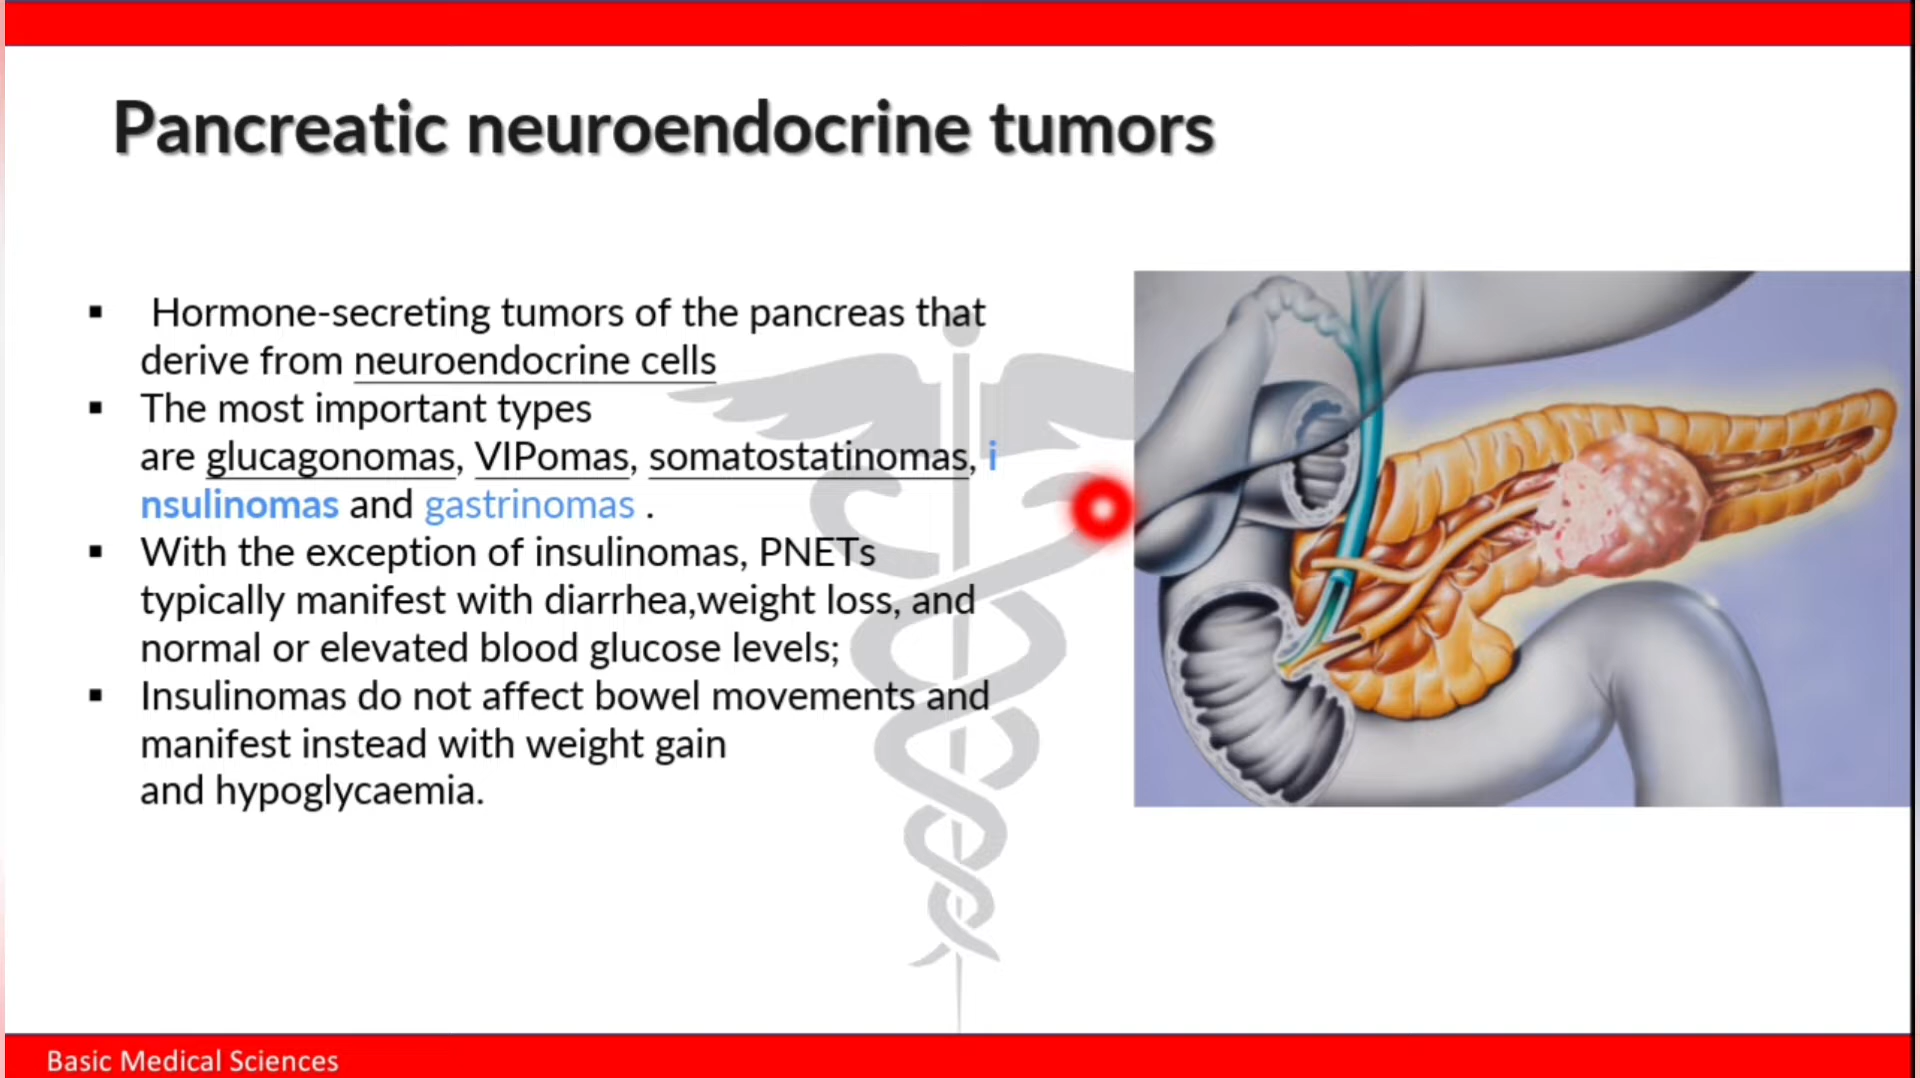 Pancreatic neuroendocrine tumors
▪ Hormone-secreting tumors of the pancreas that
derive from neuroendocrine cells
▪ The most important types
are glucagonomas, VIPomas, somatostatinomas, i
nsulinomas and gastrinomas .
▪ With the exception of insulinomas, PNETs
typically manifest with diarrhea,weight loss, and
normal or elevated blood glucose levels;
▪ Insulinomas do not affect bowel movements and
manifest instead with weight gain
and hypoglycaemia.
Basic Medical Sciences